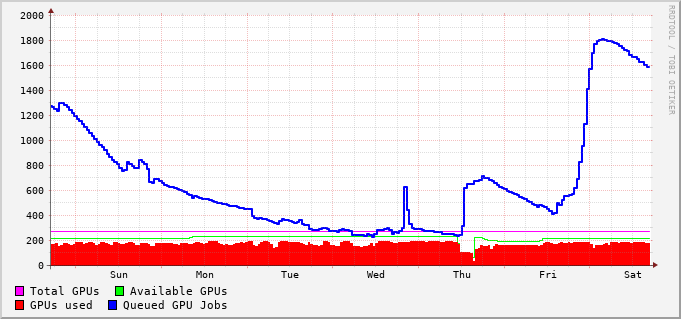 2000
1800
1600
1400
1200
1000
800
600
400
200
0
Sun Mon Tue Wed Thu Fri Sat
Total GPUs Available GPUs
GPUs used Queued GPU Jobs
RRDTOOL / TOBI OETIKER